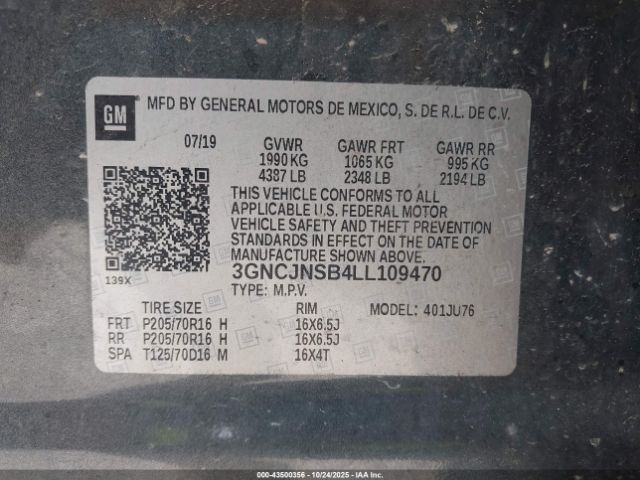 GM MFD BY GENERAL MOTORS DE MEXICO, S. DE R.L. DE C.V.
07/19 GVWR GAWR FRT GAWR RR
1990 KG 1065 KG 995 KG
4387 LB 2348 LB 2194 LB
THIS VEHICLE CONFORMS TO ALL
APPLICABLE U.S. FEDERAL MOTOR
VEHICLE SAFETY AND THEFT PREVENTION
STANDARDS IN EFFECT ON THE DATE OF
MANUFACTURE SHOWN ABOVE.
3GNCJNSB4LL109470
139X TYPE: M.P.V.
TIRE SIZE RIM MODEL: 401JU76
FRT P205/70R16 H 16X6.5J
RR P205/70R16 H 16X6.5J
SPA T125/70D16 M 16X4T
000-43500356 • 10/24/2025 • IAAI.COM